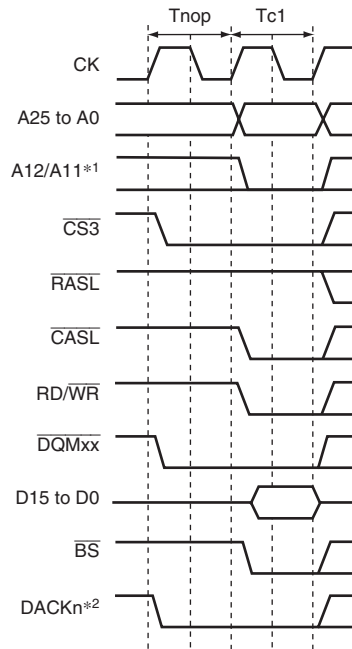 Tnop Tc1
CK
A25 to A0
A12/A11*1
CS3
RASL
CASL
RD/WR
DQMxx
D15 to D0
BS
DACKn*2